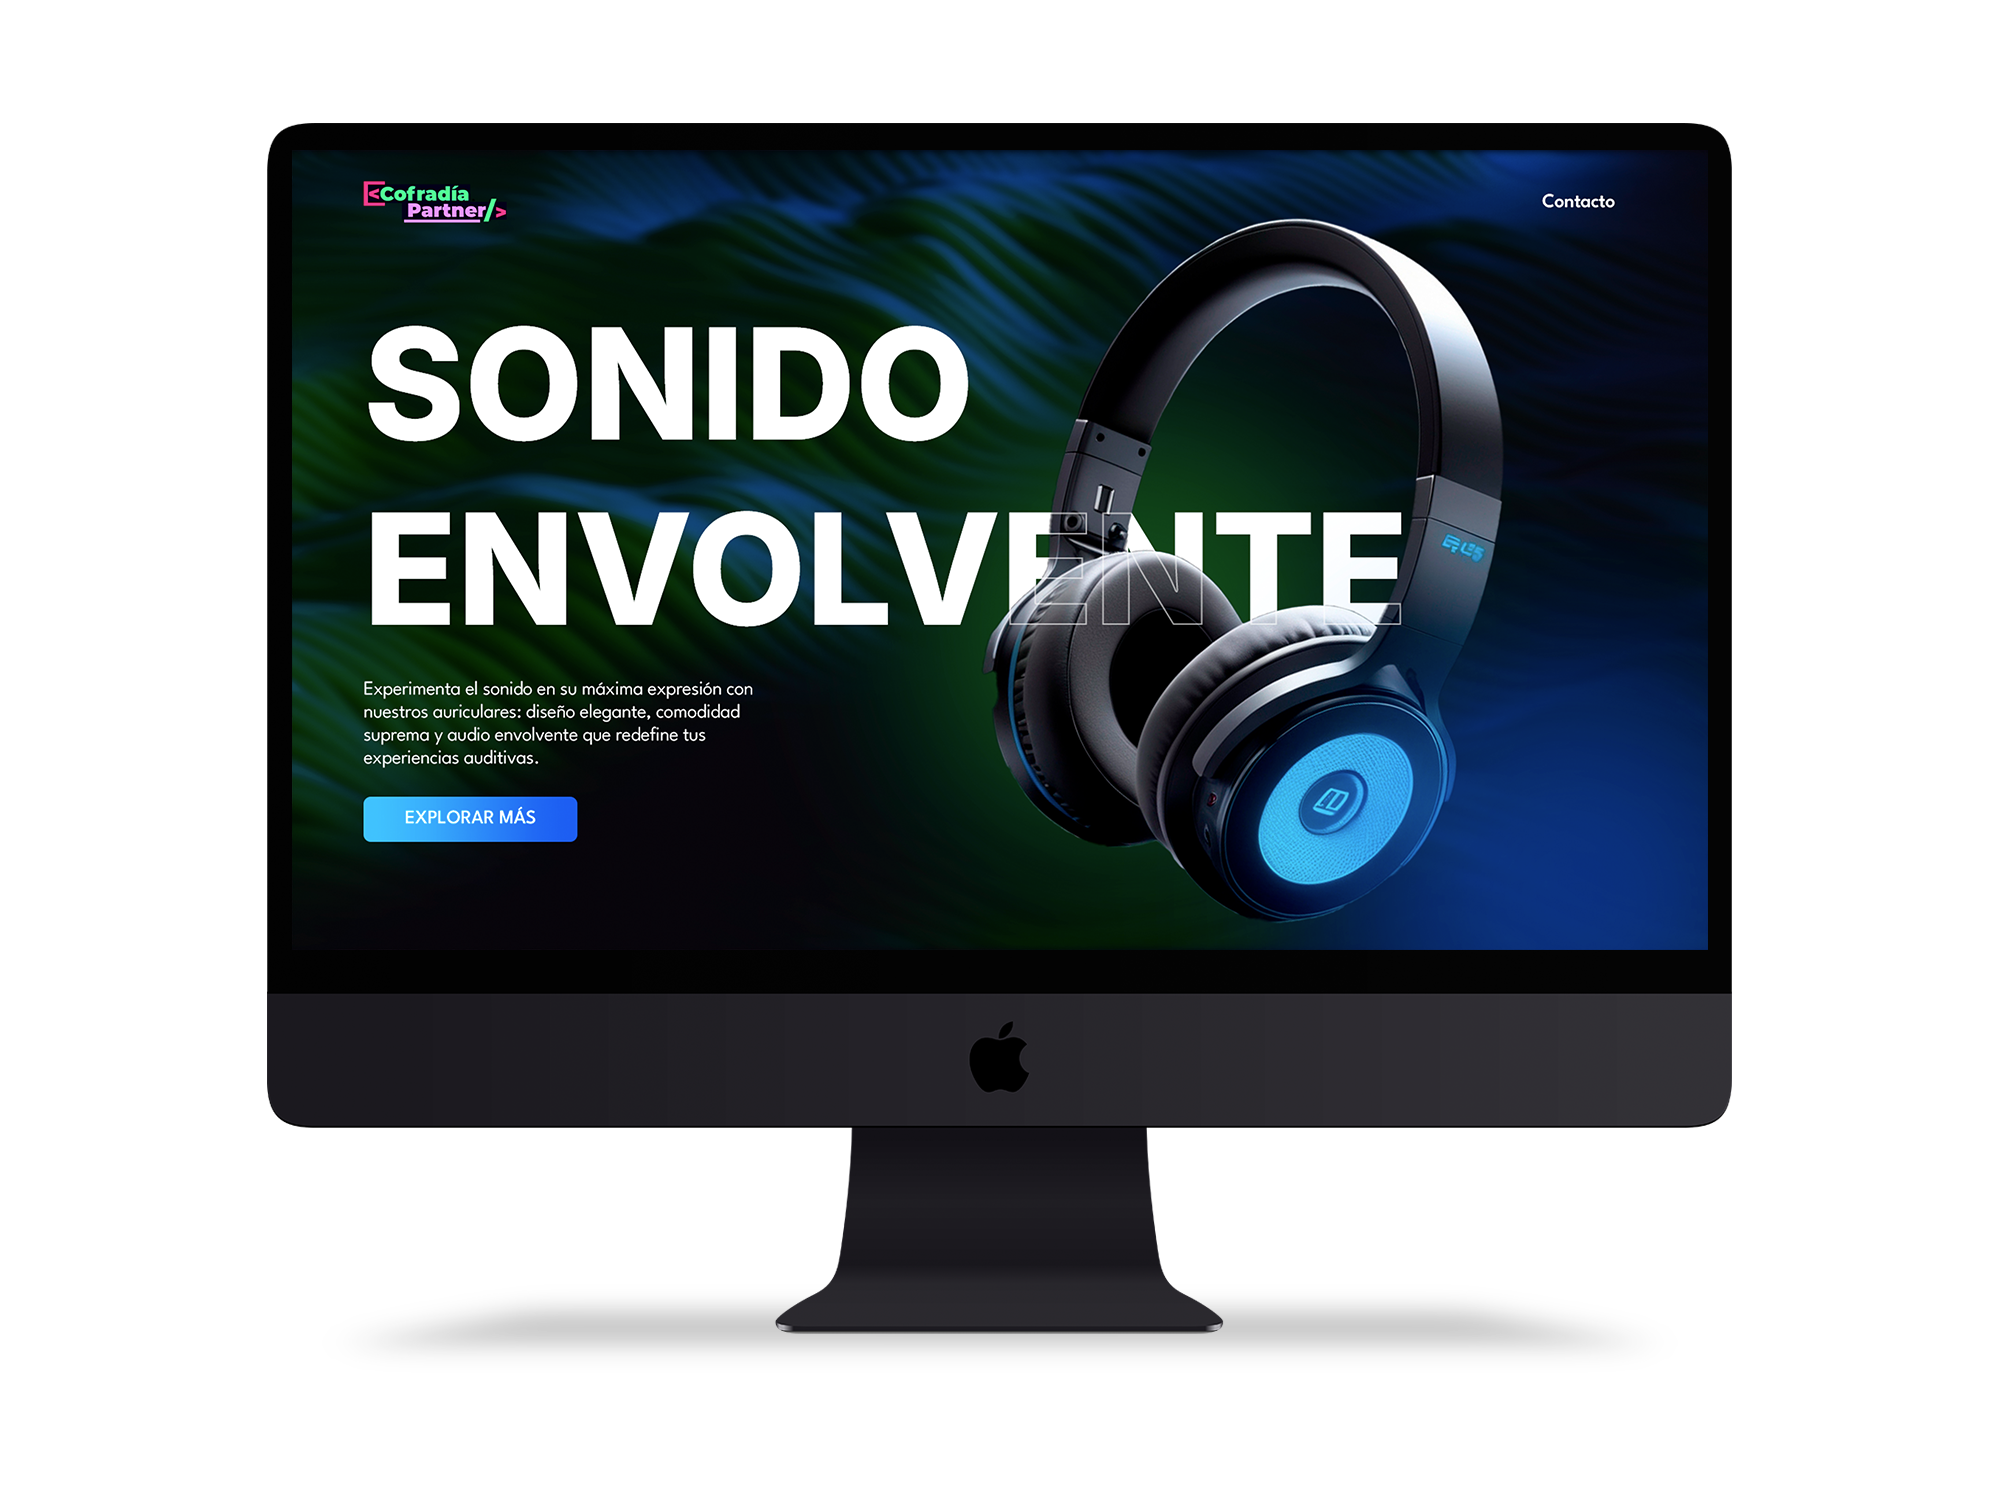 <Cofradía
Partner/>
Contacto
SONIDO
ENVOLVENTE
Experimenta el sonido en su máxima expresión con
nuestros auriculares: diseño elegante, comodidad
suprema y audio envolvente que redefine tus
experiencias auditivas.
EXPLORAR MÁS